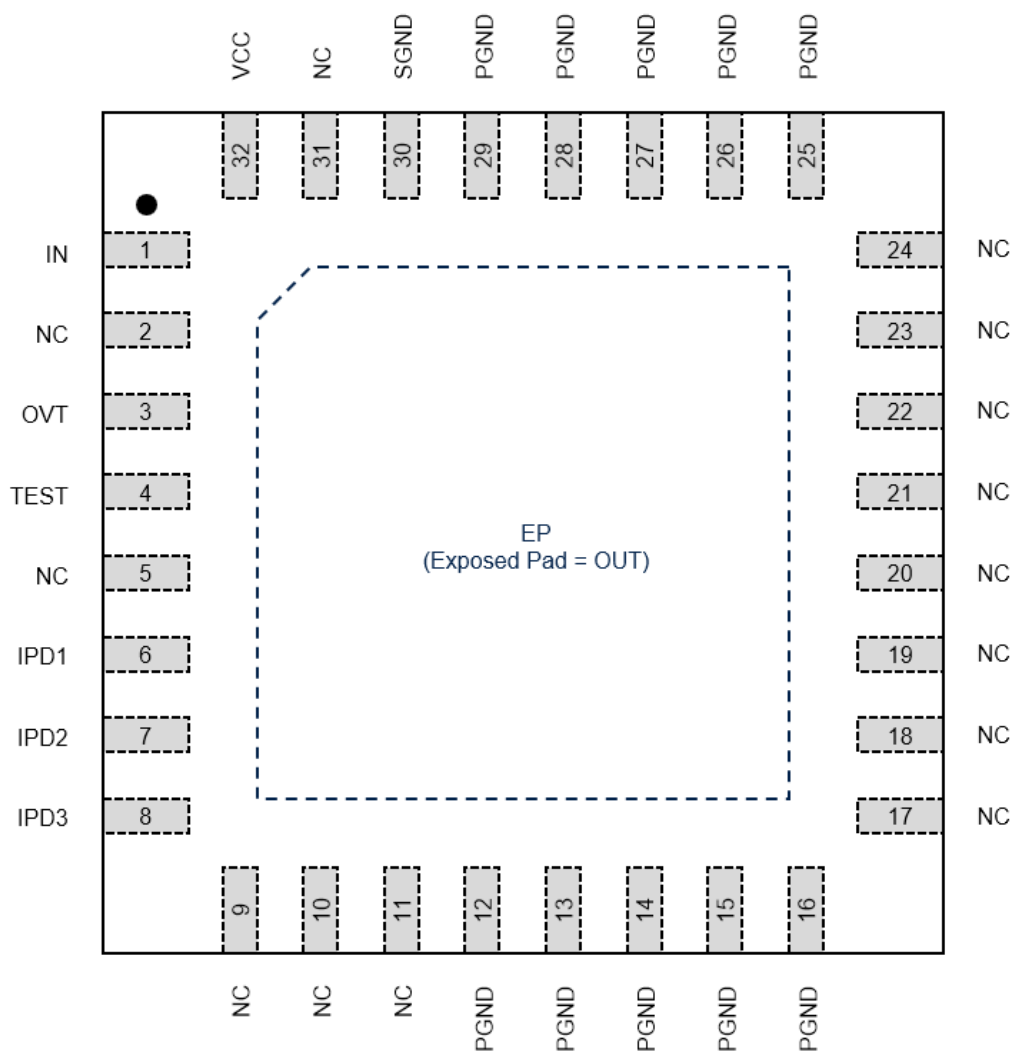 VCC
NC
SGND
PGND
PGND
PGND
PGND
PGND
32
31
30
29
28
27
26
25
IN 1
24 NC
NC 2
23 NC
OVT 3
22 NC
TEST 4
21 NC
EP
(Exposed Pad = OUT)
NC 5
20 NC
IPD1 6
19 NC
IPD2 7
18 NC
IPD3 8
17 NC
9
10
11
12
13
14
15
16
NC
NC
NC
PGND
PGND
PGND
PGND
PGND